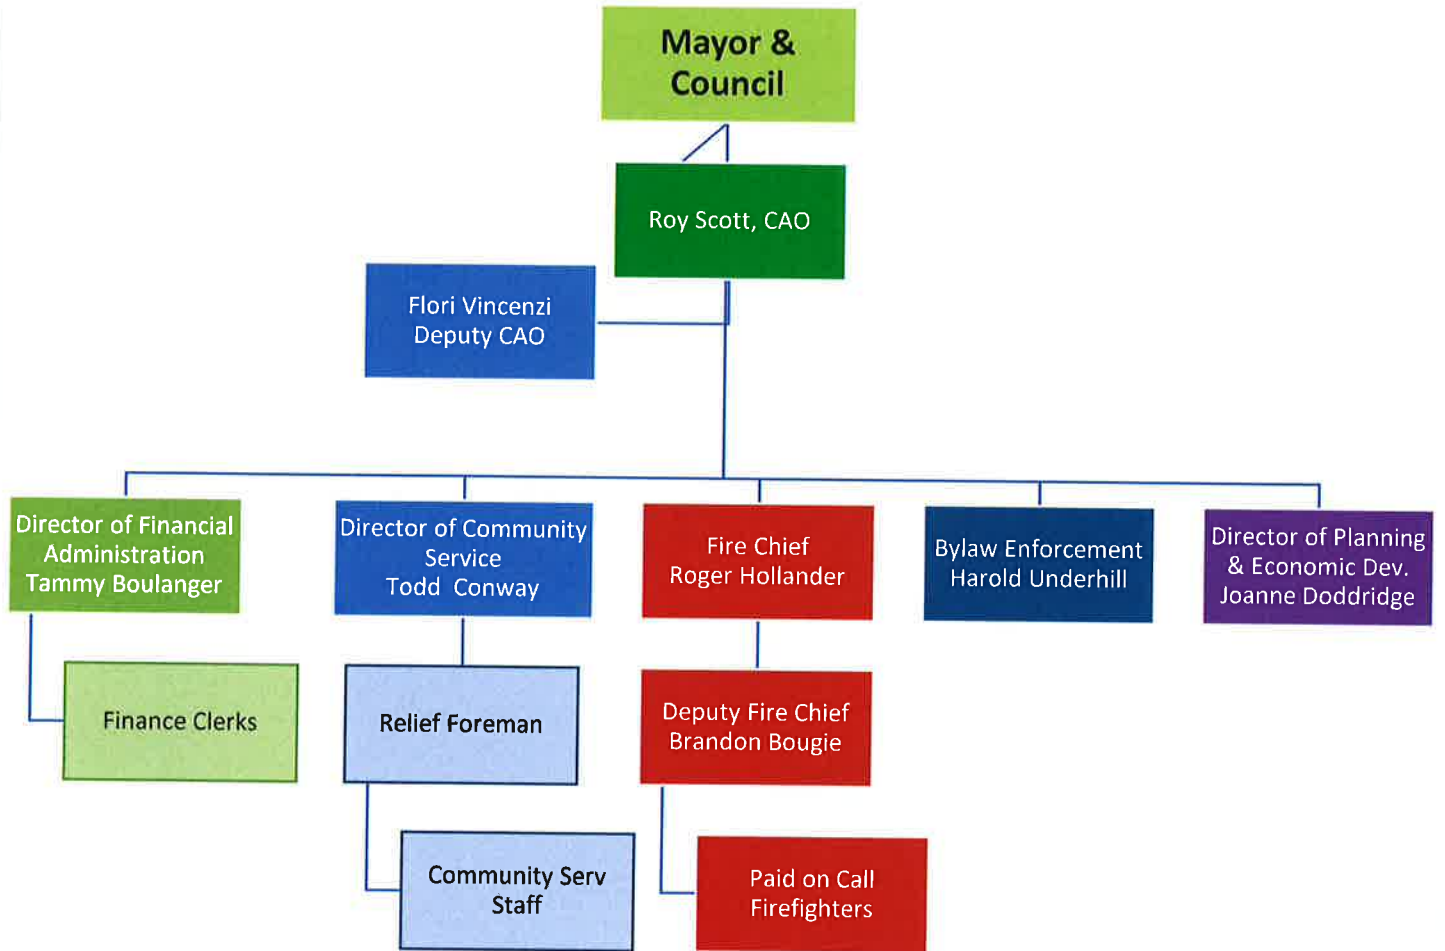 Mayor &
Council
Roy Scott, CAO
Flori Vincenzi
Deputy CAO
Director of Financial
Administration
Tammy Boulanger
Director of Community
Service
Todd Conway
Fire Chief
Roger Hollander
Bylaw Enforcement
Harold Underhill
Director of Planning
& Economic Dev.
Joanne Doddridge
Finance Clerks
Relief Foreman
Deputy Fire Chief
Brandon Bougie
Community Serv
Staff
Paid on Call
Firefighters